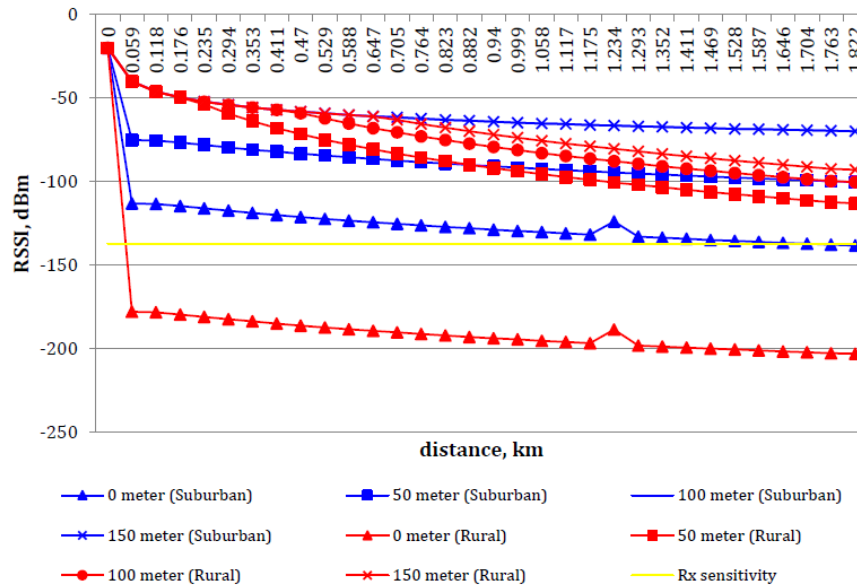 0
-50
-100
-150
-200
-250
RSSI, dBm
0 0.059 0.118 0.176 0.235 0.294 0.353 0.411 0.47 0.529 0.588 0.647 0.705 0.764 0.823 0.882 0.94 0.999 1.058 1.117 1.175 1.234 1.293 1.352 1.411 1.469 1.528 1.587 1.646 1.704 1.763 1.822
distance, km
0 meter (Suburban) 50 meter (Suburban) 100 meter (Suburban)
150 meter (Suburban) 0 meter (Rural) 50 meter (Rural)
100 meter (Rural) 150 meter (Rural) Rx sensitivity